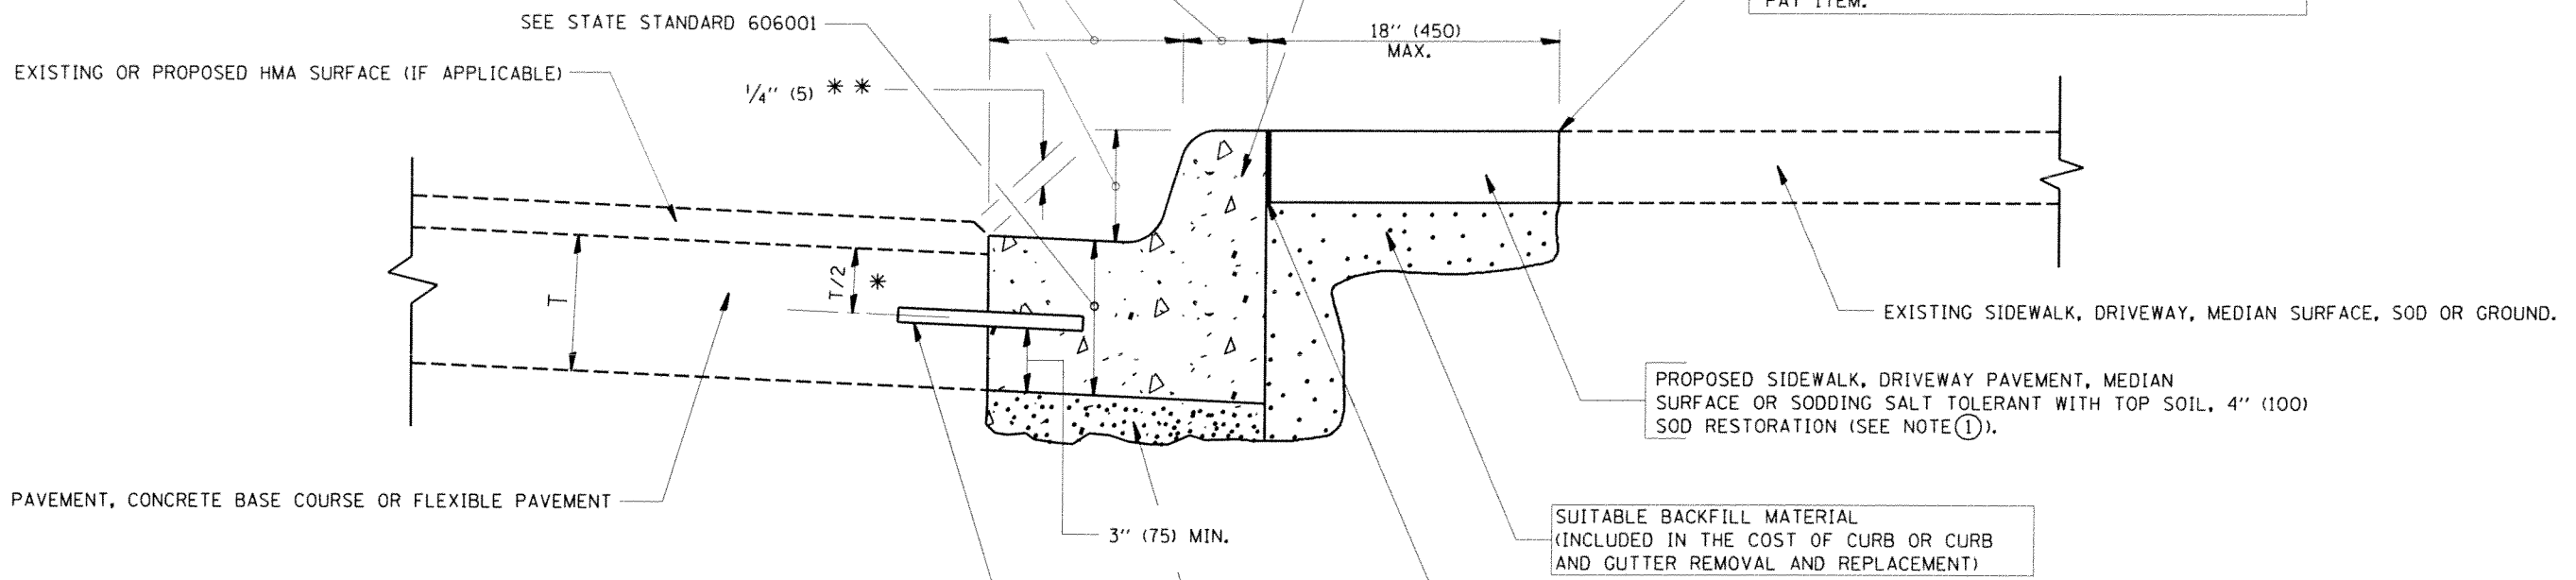 PAY ITEM.
SEE STATE STANDARD 606001
18" (450)
MAX.
EXISTING OR PROPOSED HMA SURFACE (IF APPLICABLE)
1/4" (5) * *
T
T/2 *
EXISTING SIDEWALK, DRIVEWAY, MEDIAN SURFACE, SOD OR GROUND.
PROPOSED SIDEWALK, DRIVEWAY PAVEMENT, MEDIAN
SURFACE OR SODDING SALT TOLERANT WITH TOP SOIL, 4" (100)
SOD RESTORATION (SEE NOTE ①).
PAVEMENT, CONCRETE BASE COURSE OR FLEXIBLE PAVEMENT
3" (75) MIN.
SUITABLE BACKFILL MATERIAL
(INCLUDED IN THE COST OF CURB OR CURB
AND GUTTER REMOVAL AND REPLACEMENT)